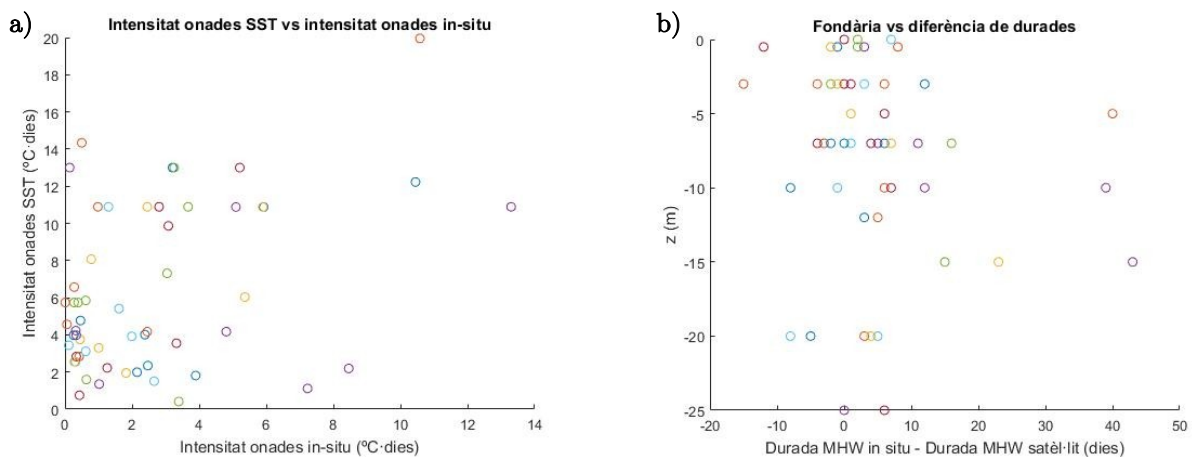 a)
Intensitat onades SST vs intensitat onades in-situ
20
18
16
14
12
10
8
6
4
2
0
Intensitat onades SST (ºC·dies)
0 2 4 6 8 10 12 14
Intensitat onades in-situ (ºC·dies)
b)
Fondària vs diferència de durades
0
-5
-10
-15
-20
-25
z (m)
-20 -10 0 10 20 30 40 50
Durada MHW in situ - Durada MHW satèl·lit (dies)